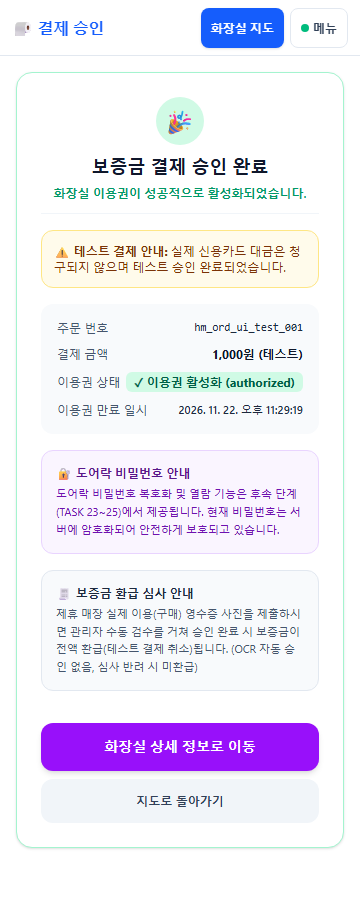 결제 승인
화장실 지도
메뉴
보증금 결제 승인 완료
화장실 이용권이 성공적으로 활성화되었습니다.
테스트 결제 안내: 실제 신용카드 대금은 청
구되지 않으며 테스트 승인 완료되었습니다.
주문 번호 hm_ord_ui_test_001
결제 금액 1,000원 (테스트)
이용권 상태 ✓ 이용권 활성화 (authorized)
이용권 만료 일시 2026. 11. 22. 오후 11:29:19
도어락 비밀번호 안내
도어락 비밀번호 복호화 및 열람 기능은 후속 단계
(TASK 23~25)에서 제공됩니다. 현재 비밀번호는 서
버에 암호화되어 안전하게 보호되고 있습니다.
보증금 환급 심사 안내
제휴 매장 실제 이용(구매) 영수증 사진을 제출하시
면 관리자 수동 검수를 거쳐 승인 완료 시 보증금이
전액 환급(테스트 결제 취소)됩니다. (OCR 자동 승
인 없음, 심사 반려 시 미환급)
화장실 상세 정보로 이동
지도로 돌아가기